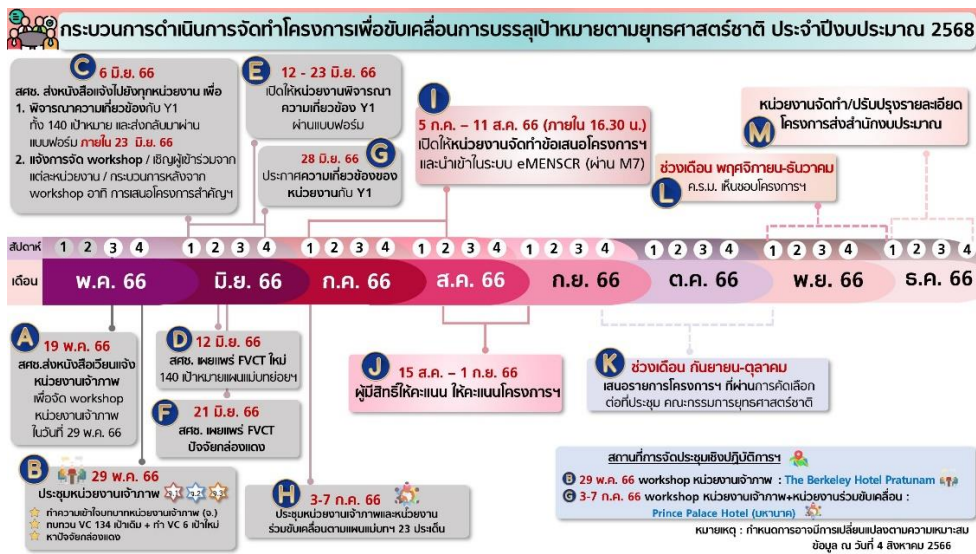 กระบวนการดำเนินการจัดทำโครงการเพื่อขับเคลื่อนการบรรลุเป้าหมายตามยุทธศาสตร์ชาติ ประจำปีงบประมาณ 2568
C
6 มิ.ย. 66
สศช. ส่งหนังสือแจ้งไปยังทุกหน่วยงาน เพื่อ
1. พิจารณาความเกี่ยวข้องกับ Y1
ทั้ง 140 เป้าหมาย และส่งกลับมาผ่าน
แบบฟอร์ม ภายใน 23 มิ.ย. 66
2. แจ้งการจัด workshop / เชิญผู้เข้าร่วมจาก
แต่ละหน่วยงาน / กระบวนการหลังจาก
workshop อาทิ การเสนอโครงการสำคัญฯ
E
12 - 23 มิ.ย. 66
เปิดให้หน่วยงานพิจารณา
ความเกี่ยวข้อง Y1
ผ่านแบบฟอร์ม
28 มิ.ย. 66
G
ประกาศความเกี่ยวข้องของ
หน่วยงานกับ Y1
I
5 ก.ค. – 11 ส.ค. 66 (ภายใน 16.30 น.)
เปิดให้หน่วยงานจัดทำข้อเสนอโครงการฯ
และนำเข้าในระบบ eMENSCR (ผ่าน M7)
หน่วยงานจัดทำ/ปรับปรุงรายละเอียด
M
โครงการส่งสำนักงบประมาณ
ช่วงเดือน พฤศจิกายน-ธันวาคม
L
ค.ร.ม. เห็นชอบโครงการฯ
สัปดาห์ 1 2 3 4 1 2 3 4 1 2 3 4 1 2 3 4 1 2 3 4 1 2 3 4 1 2 3 4 1 2 3 4
เดือน พ.ค. 66 มิ.ย. 66 ก.ค. 66 ส.ค. 66 ก.ย. 66 ต.ค. 66 พ.ย. 66 ธ.ค. 66
A
19 พ.ค. 66
สศช.ส่งหนังสือเวียนแจ้ง
หน่วยงานเจ้าภาพ
เพื่อจัด workshop
หน่วยงานเจ้าภาพ
ในวันที่ 29 พ.ค. 66
D
12 มิ.ย. 66
สศช. เผยแพร่ FVCT ใหม่
140 เป้าหมายแผนแม่บทย่อยฯ
F
21 มิ.ย. 66
สศช. เผยแพร่ FVCT
ปัจจัยกล่องแดง
J
15 ส.ค. – 1 ก.ย. 66
ผู้มีสิทธิ์ให้คะแนน ให้คะแนนโครงการฯ
K
ช่วงเดือน กันยายน-ตุลาคม
เสนอรายการโครงการฯ ที่ผ่านการคัดเลือก
ต่อที่ประชุม คณะกรรมการยุทธศาสตร์ชาติ
B
29 พ.ค. 66
ประชุมหน่วยงานเจ้าภาพ
ทำความเข้าใจบทบาทหน่วยงานเจ้าภาพ (จ.)
ทบทวน VC 134 เป้าเดิม + ทำ VC 6 เป้าใหม่
หาปัจจัยกล่องแดง
H
3-7 ก.ค. 66
ประชุมหน่วยงานเจ้าภาพและหน่วยงาน
ร่วมขับเคลื่อนตามแผนแม่บทฯ 23 ประเด็น
สถานที่การจัดประชุมเชิงปฏิบัติการฯ
B 29 พ.ค. 66 workshop หน่วยงานเจ้าภาพ : The Berkeley Hotel Pratunam
G 3-7 ก.ค. 66 workshop หน่วยงานเจ้าภาพ+หน่วยงานร่วมขับเคลื่อน :
Prince Palace Hotel (มหานาค)
หมายเหตุ : กำหนดการอาจมีการเปลี่ยนแปลงตามความเหมาะสม
ข้อมูล ณ วันที่ 4 สิงหาคม 2566